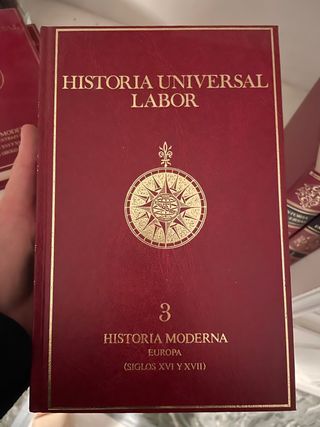 HISTORIA UNIVERSAL
LABOR
3
HISTORIA MODERNA
EUROPA
(SIGLOS XVI Y XVII)